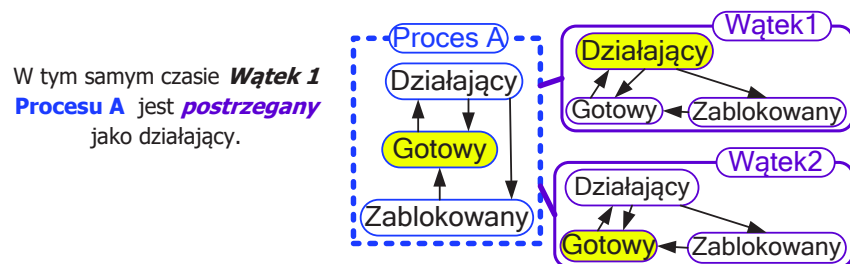 W tym samym czasie Wątek 1
Procesu A jest postrzegany
jako działający.
Proces A
Działający
Gotowy
Zablokowany
Wątek1
Działający
Gotowy
Zablokowany
Wątek2
Działający
Gotowy
Zablokowany